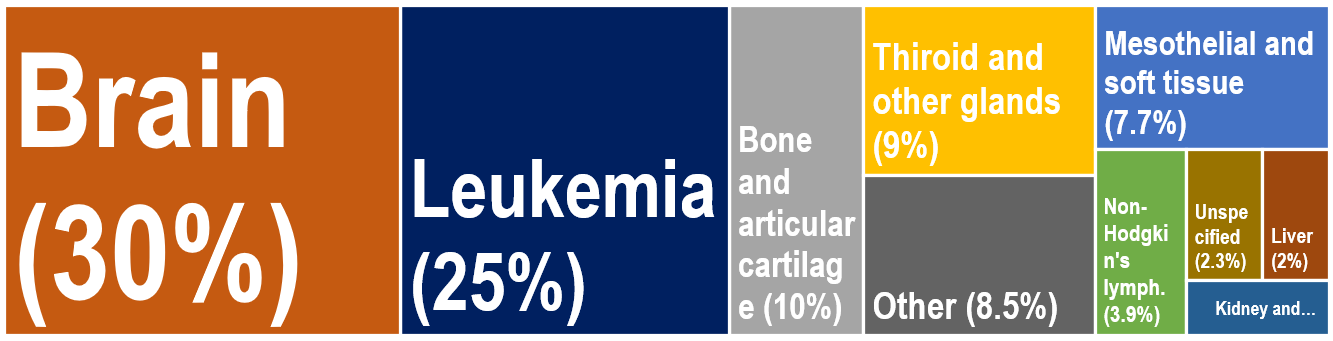 Brain
(30%)
Leukemia
(25%)
Bone
and
articular
cartilag
e (10%)
Thiroid and
other glands
(9%)
Other (8.5%)
Mesothelial and
soft tissue
(7.7%)
Non-
Hodgki
n's
lymph.
(3.9%)
Unspe
cified
(2.3%)
Liver
(2%)
Kidney and...